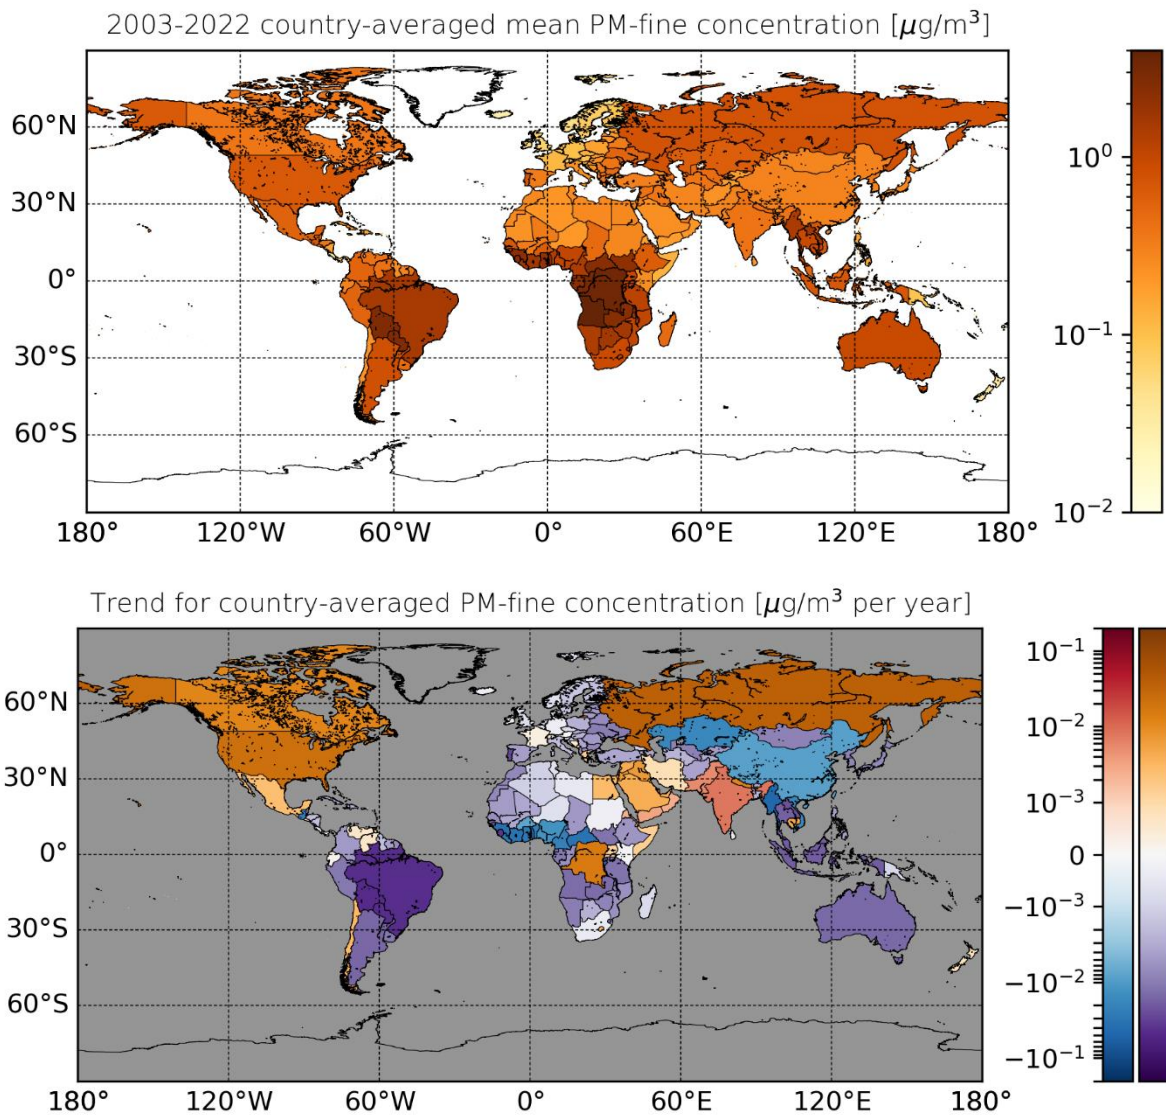 2003-2022 country-averaged mean PM-fine concentration [μg/m³]
60°N
30°N
0°
30°S
60°S
180° 120°W 60°W 0° 60°E 120°E 180°
10⁰
10⁻¹
10⁻²
Trend for country-averaged PM-fine concentration [μg/m³ per year]
60°N
30°N
0°
30°S
60°S
180° 120°W 60°W 0° 60°E 120°E 180°
10⁻¹
10⁻²
10⁻³
0
−10⁻³
−10⁻²
−10⁻¹